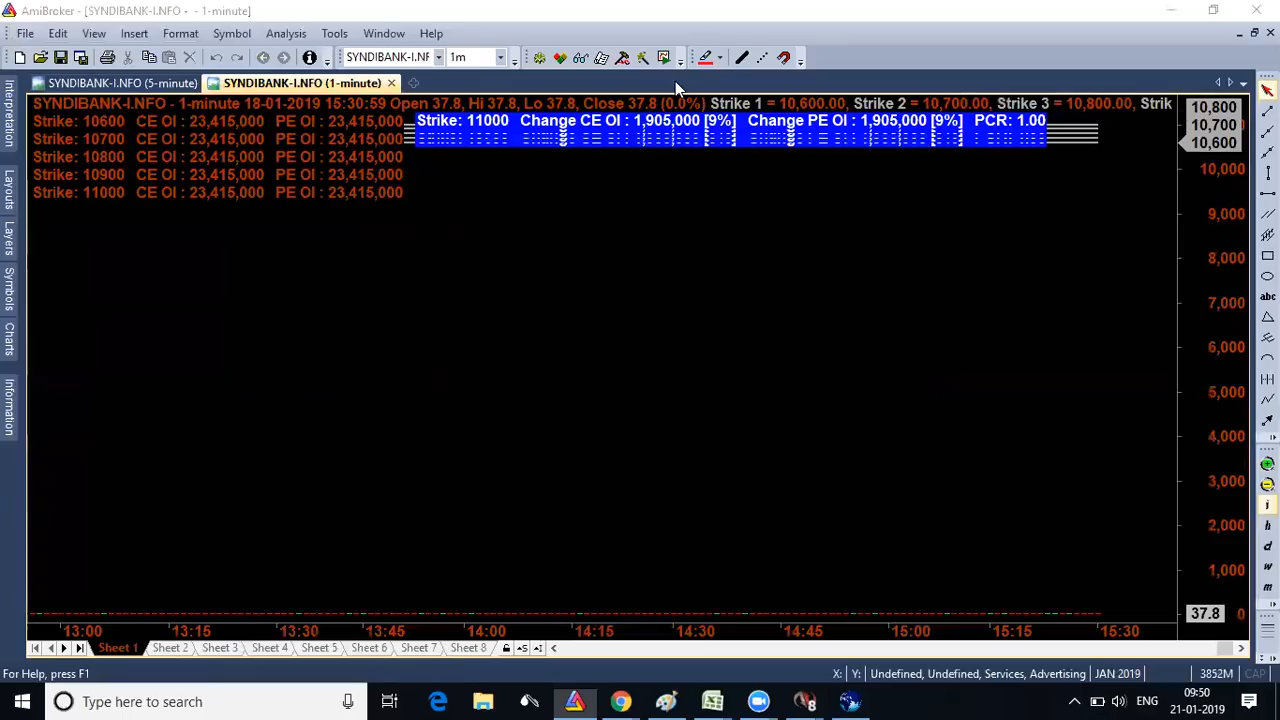 AmiBroker - [SYNDIBANK-I.NFO - 1-minute]
File Edit View Insert Format Symbol Analysis Tools Window Help
SYNDIBANK-I.NF 1m
SYNDIBANK-I.NFO (5-minute) SYNDIBANK-I.NFO (1-minute)
SYNDIBANK-I.NFO - 1-minute 18-01-2019 15:30:59 Open 37.8, Hi 37.8, Lo 37.8, Close 37.8 (0.0%) Strike 1 = 10,600.00, Strike 2 = 10,700.00, Strike 3 = 10,800.00, Strik
Strike: 10600 CE OI : 23,415,000 PE OI : 23,415,000
Strike: 10700 CE OI : 23,415,000 PE OI : 23,415,000
Strike: 10800 CE OI : 23,415,000 PE OI : 23,415,000
Strike: 10900 CE OI : 23,415,000 PE OI : 23,415,000
Strike: 11000 CE OI : 23,415,000 PE OI : 23,415,000
Strike: 11000 Change CE OI : 1,905,000 [9%] Change PE OI : 1,905,000 [9%] PCR: 1.00
10,800
10,700
10,600
10,000
9,000
8,000
7,000
6,000
5,000
4,000
3,000
2,000
1,000
37.8 0
Interpretation
Layouts
Layers
Symbols
Charts
Information
abc
i
h
d
w
m
13:00 13:15 13:30 13:45 14:00 14:15 14:30 14:45 15:00 15:15 15:30
Sheet 1 Sheet 2 Sheet 3 Sheet 4 Sheet 5 Sheet 6 Sheet 7 Sheet 8
For Help, press F1
X: Y: Undefined, Undefined, Services, Advertising JAN 2019 3852M CAP
Type here to search
ENG
09:50
21-01-2019